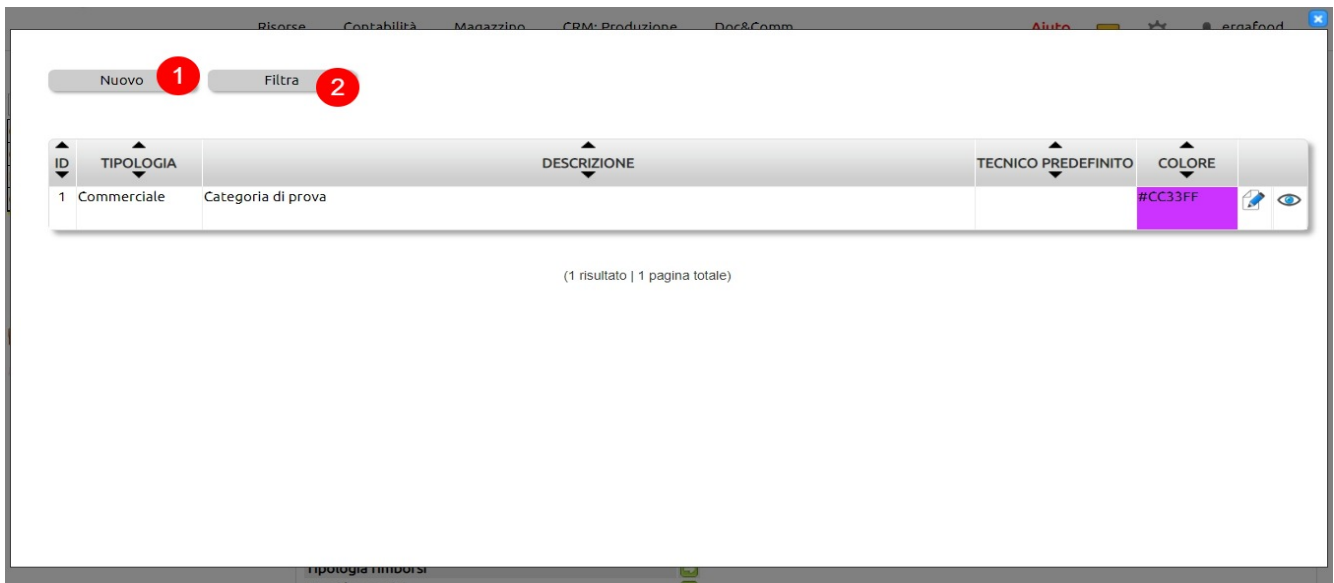 Risorse Contabilità Magazzino CRM: Produzione Doc&Comm Aiuto ergafood
Nuovo 1 Filtra 2
ID TIPOLOGIA DESCRIZIONE TECNICO PREDEFINITO COLORE
1 Commerciale Categoria di prova #CC33FF
(1 risultato | 1 pagina totale)
Tipologia rimborsi